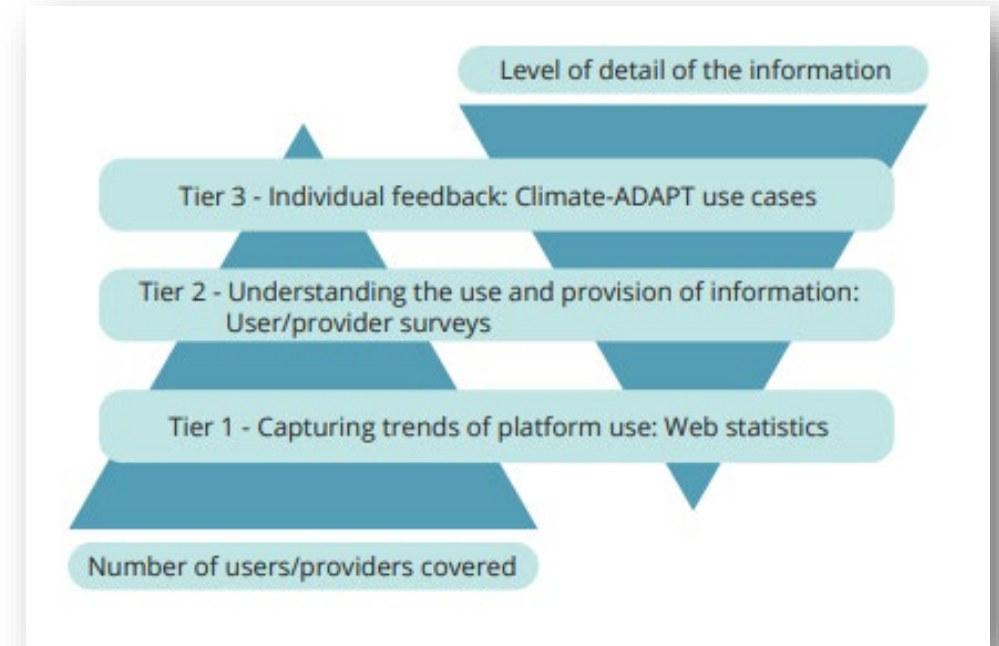 Level of detail of the information
Tier 3 - Individual feedback: Climate-ADAPT use cases
Tier 2 - Understanding the use and provision of information:
User/provider surveys
Tier 1 - Capturing trends of platform use: Web statistics
Number of users/providers covered